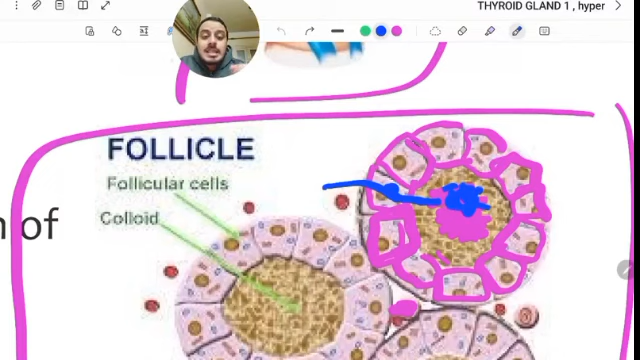 THYROID GLAND 1 , hyper
FOLLICLE
Follicular cells
Colloid
n of